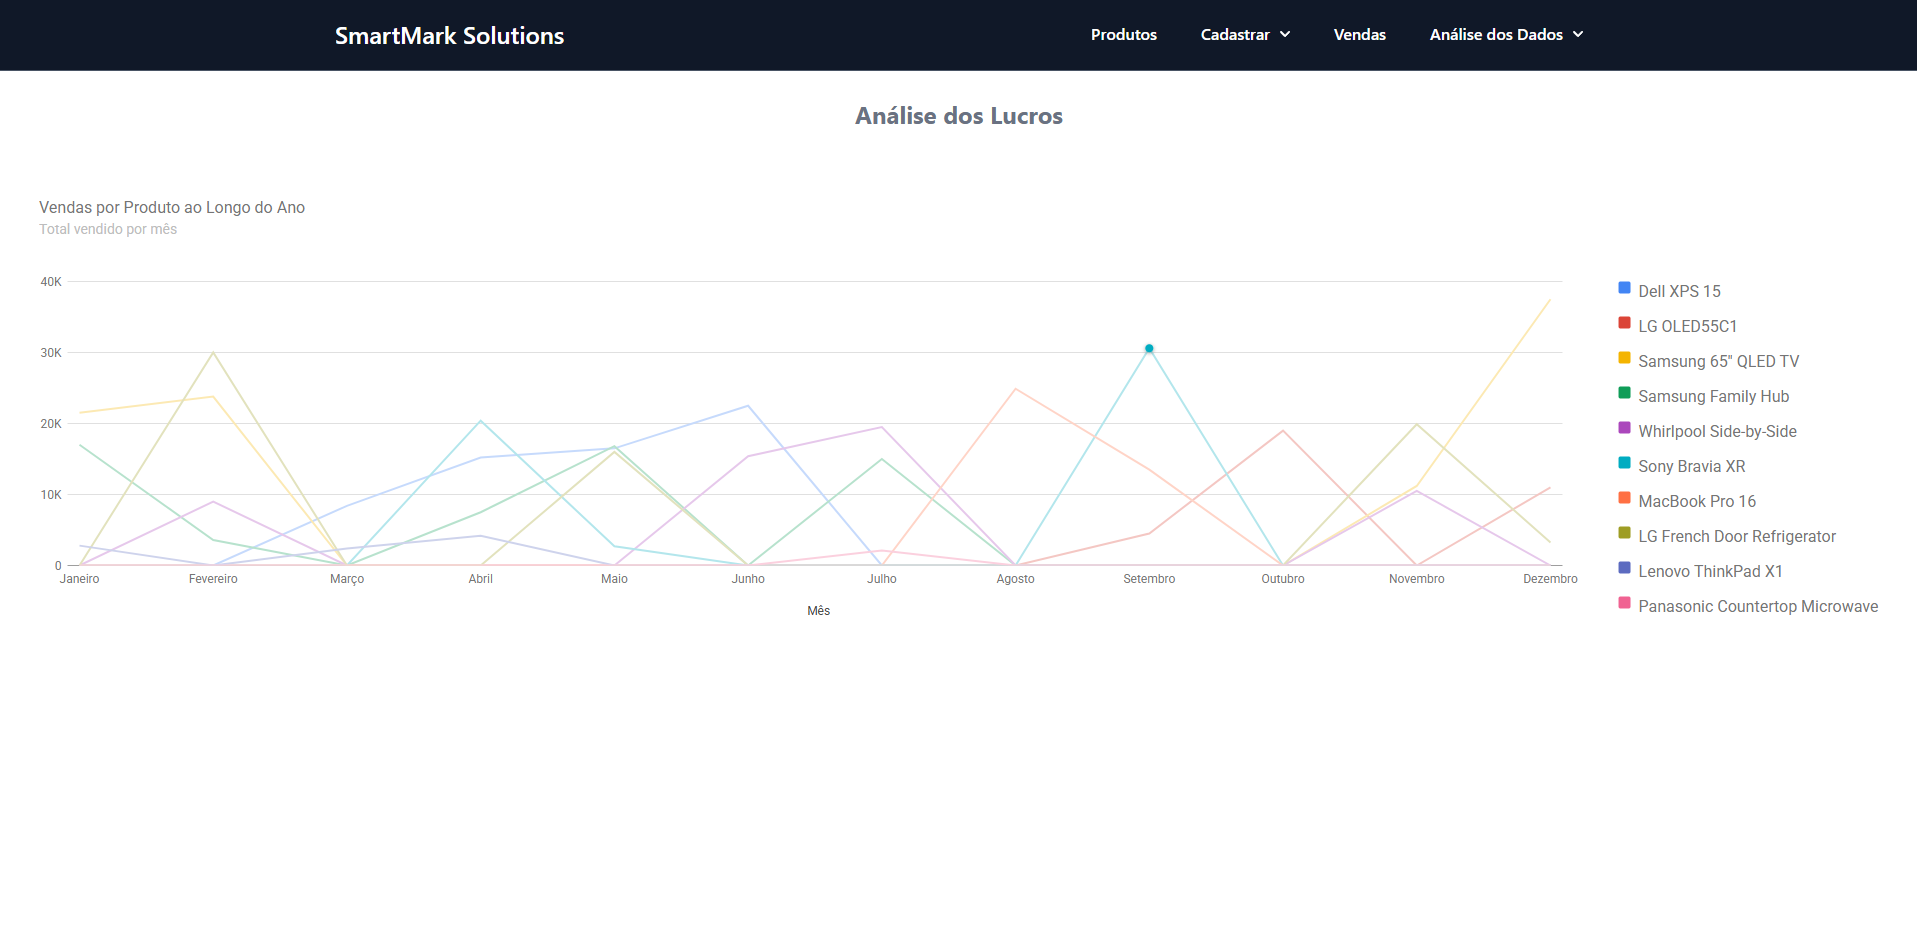 SmartMark Solutions
Produtos
Cadastrar
Vendas
Análise dos Dados
Análise dos Lucros
Vendas por Produto ao Longo do Ano
Total vendido por mês
40K
30K
20K
10K
0
Janeiro
Fevereiro
Março
Abril
Maio
Junho
Julho
Agosto
Setembro
Outubro
Novembro
Dezembro
Mês
Dell XPS 15
LG OLED55C1
Samsung 65" QLED TV
Samsung Family Hub
Whirlpool Side-by-Side
Sony Bravia XR
MacBook Pro 16
LG French Door Refrigerator
Lenovo ThinkPad X1
Panasonic Countertop Microwave